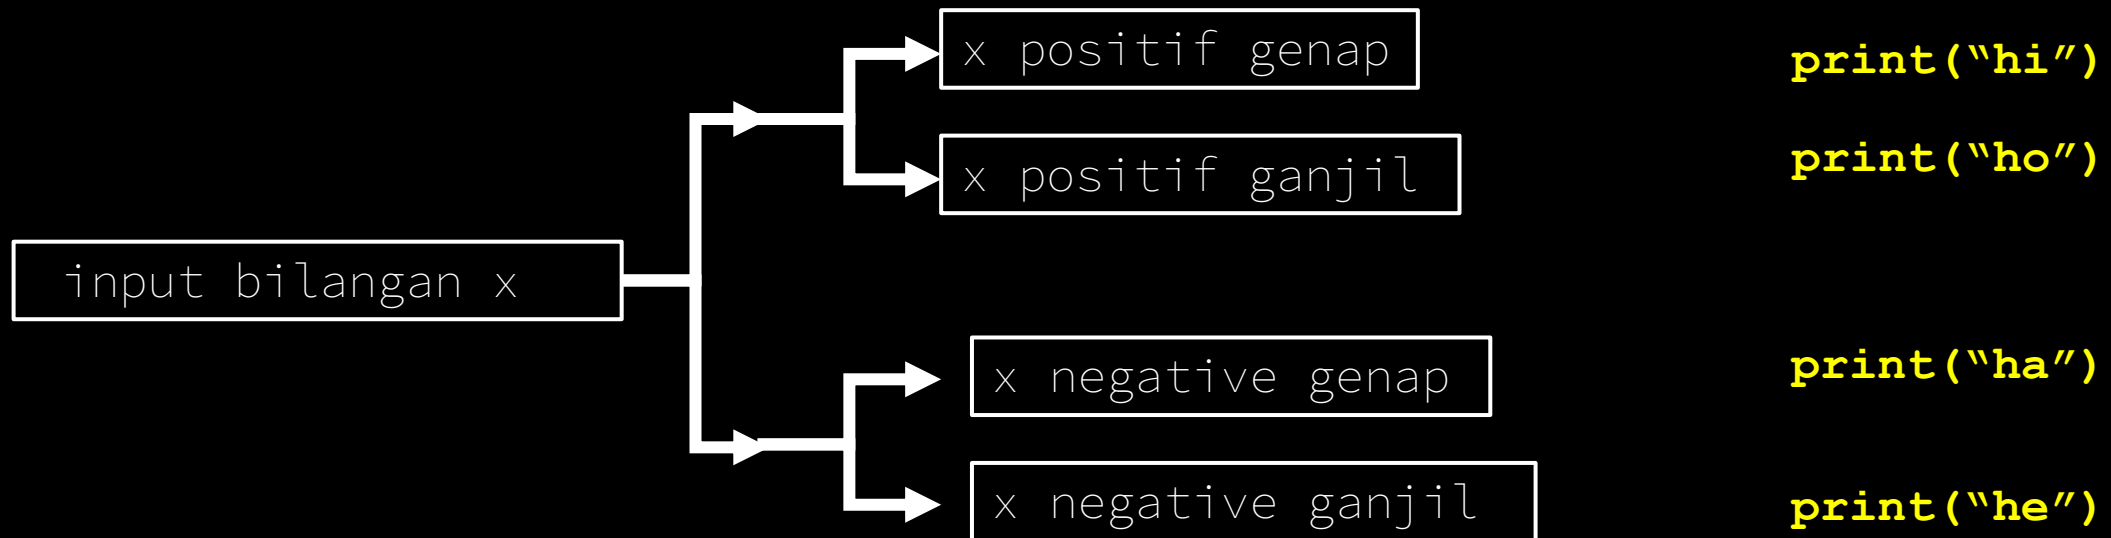 x positif genap
print(“hi”)
x positif ganjil
print(“ho”)
input bilangan x
x negative genap
print(“ha”)
x negative ganjil
print(“he”)